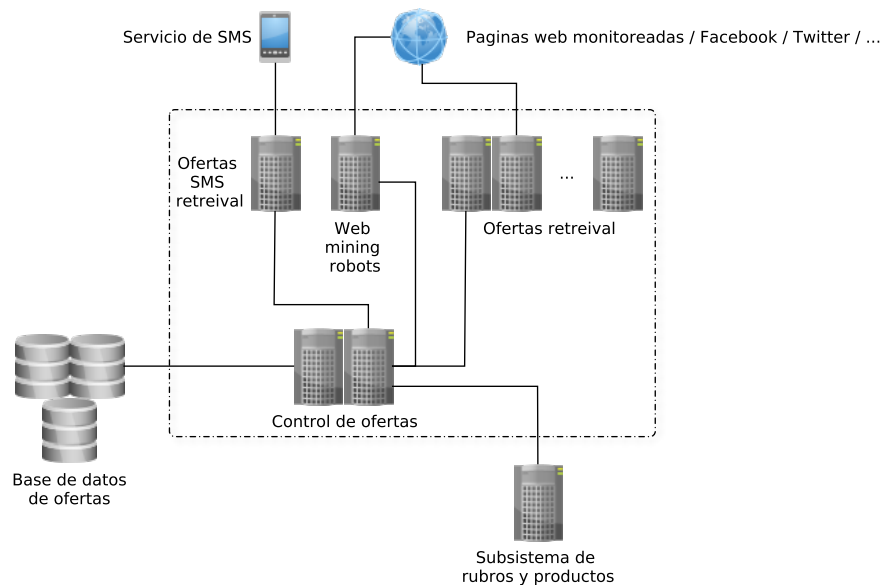 Servicio de SMS
Paginas web monitoreadas / Facebook / Twitter / ...
Ofertas
SMS
retreival
Web
mining
robots
...
Ofertas retreival
Control de ofertas
Base de datos
de ofertas
Subsistema de
rubros y productos